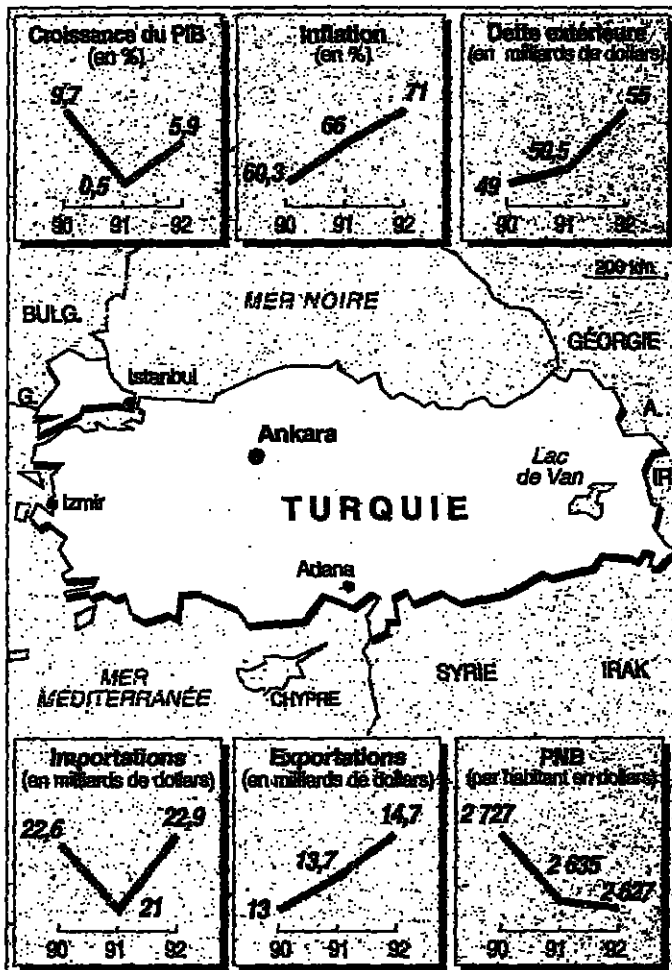 Croissance du PIB
(en %)
9,7
5,9
0,5
90 91 92
Inflation
(en %)
71
66
60,3
90 91 92
Dette extérieure
(en milliards de dollars)
55
50,5
49
90 91 92
200 km
BULG.
MER NOIRE
GÉORGIE
G.
Istanbul
A.
Ankara
Lac
de Van
IR
Izmir
TURQUIE
Adana
MER
MÉDITERRANÉE
CHYPRE
SYRIE
IRAK
Importations
(en milliards de dollars)
22,6
22,9
21
90 91 92
Exportations
(en milliards de dollars)
14,7
13,7
13
90 91 92
PNB
(par habitant en dollars)
2 727
2 635
2 627
90 91 92